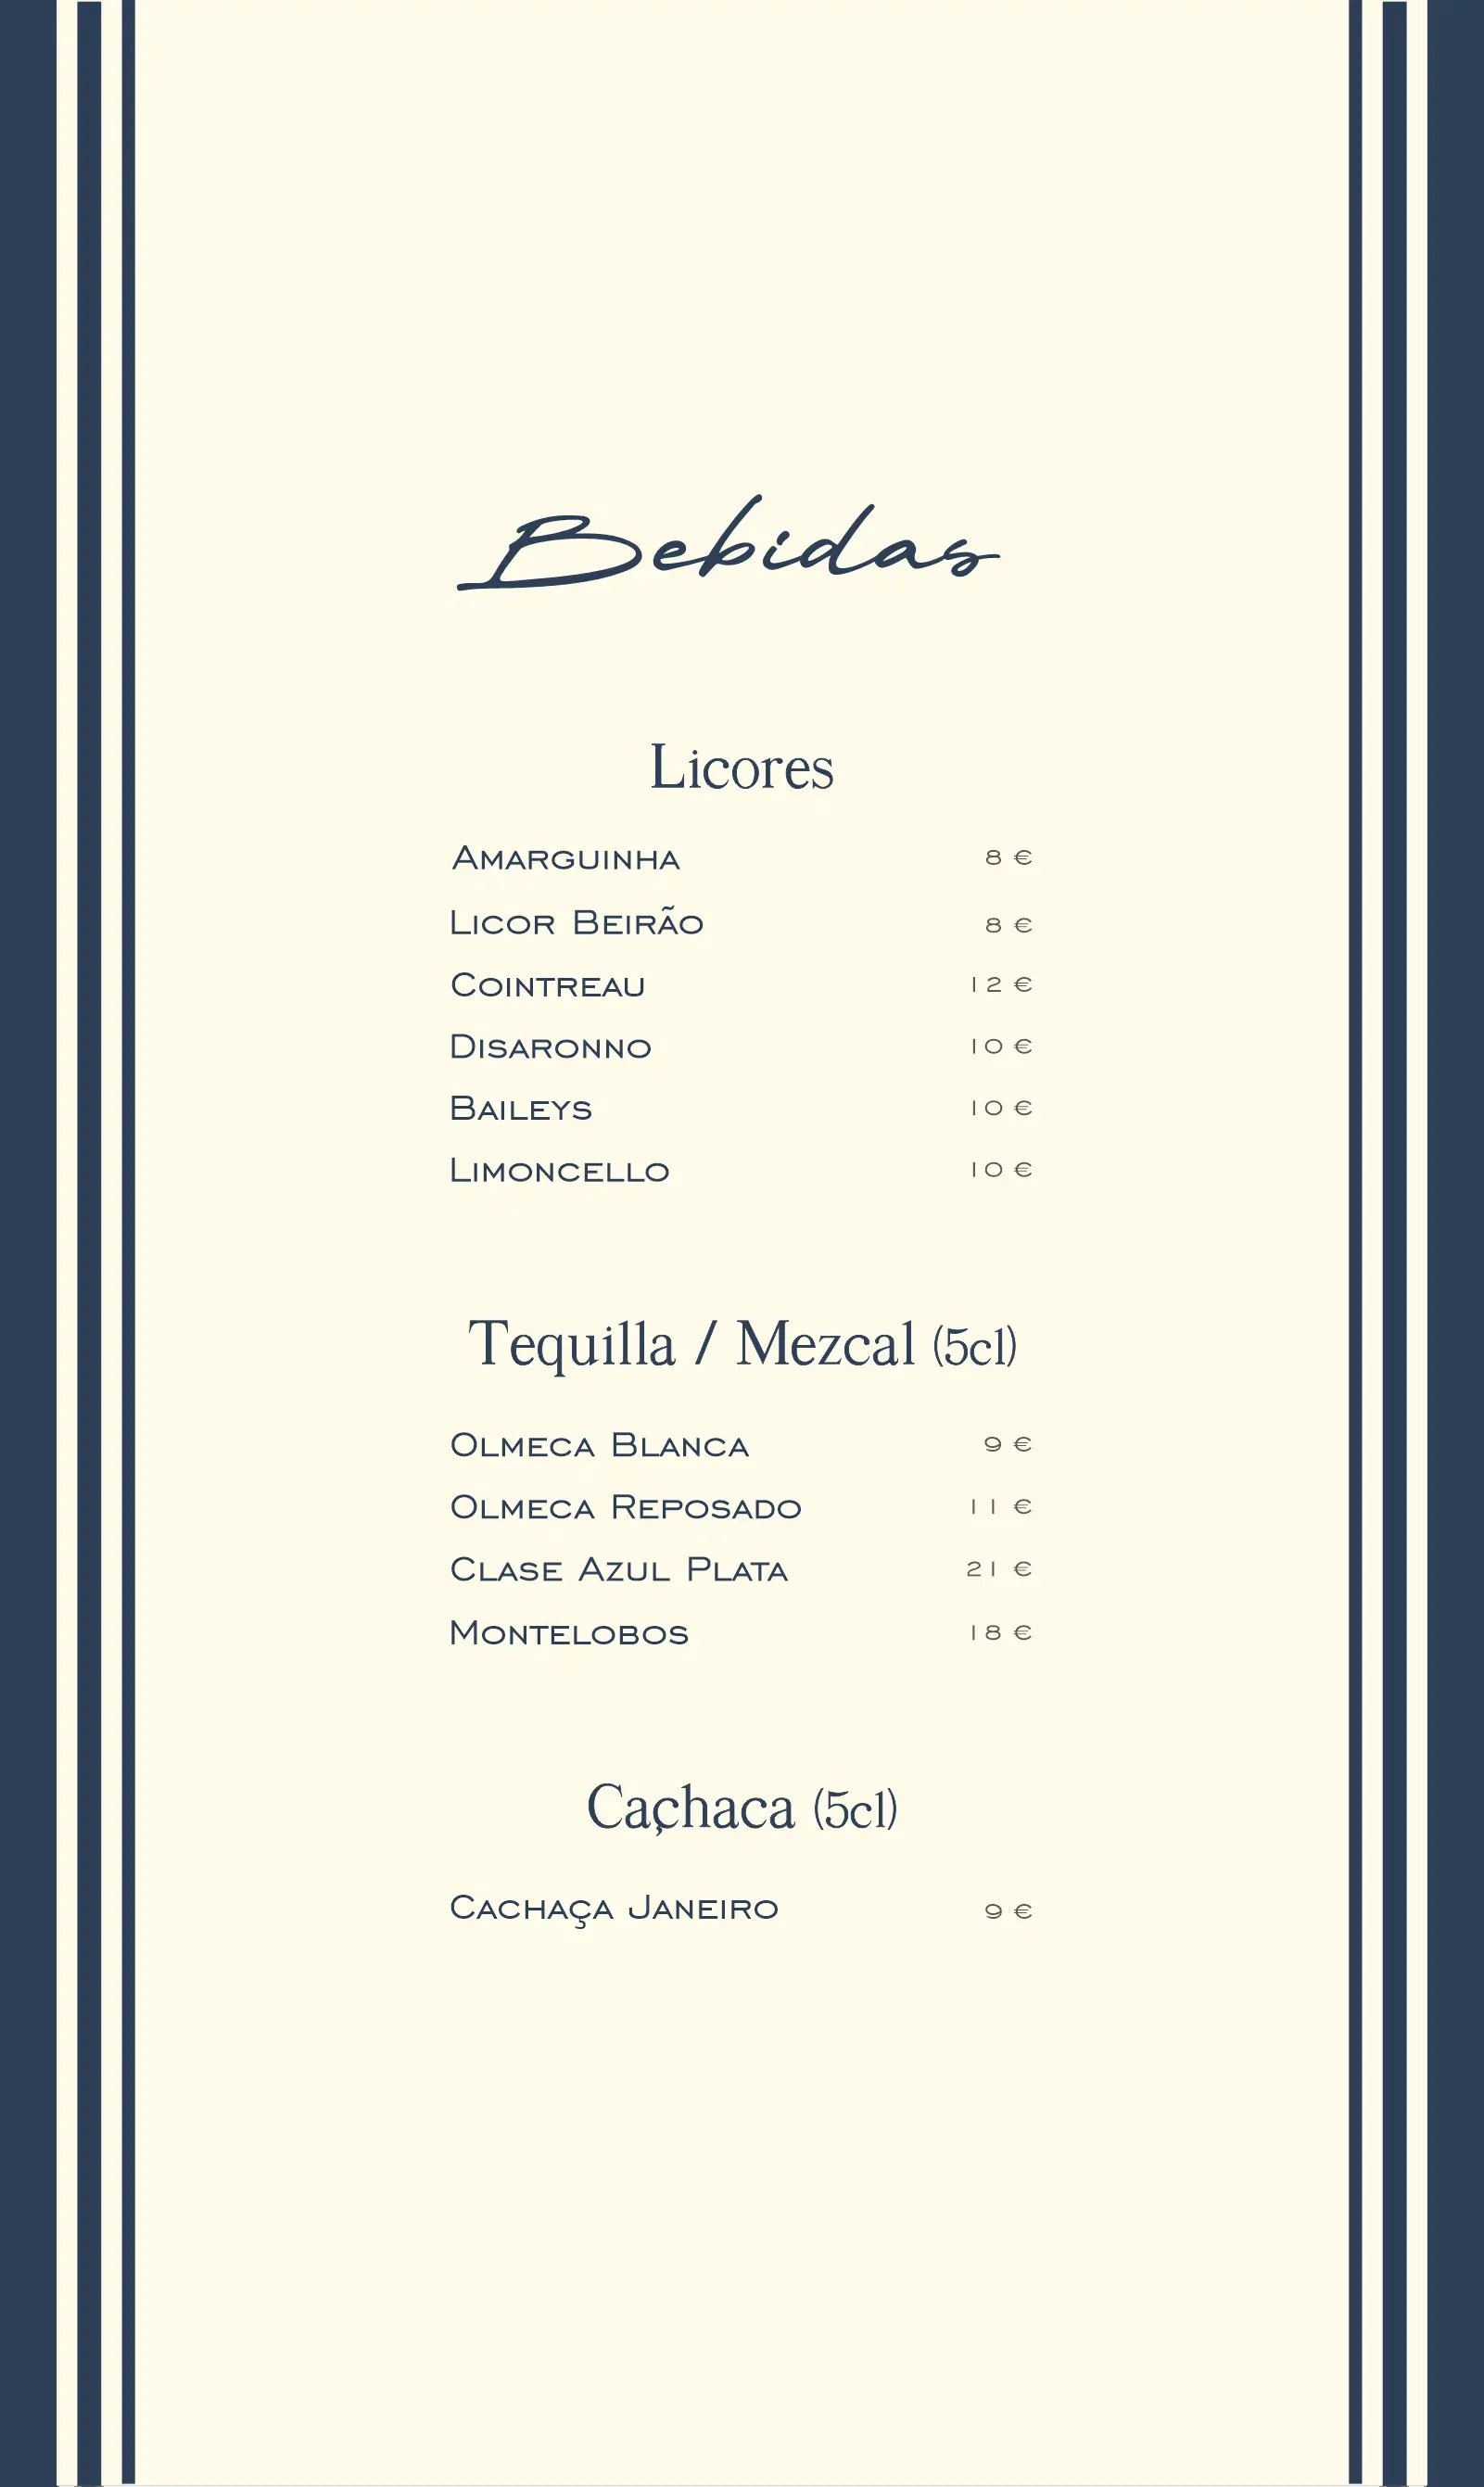 Bebidas
Licores
Amarguinha 8 €
Licor Beirão 8 €
Cointreau 12 €
Disaronno 10 €
Baileys 10 €
Limoncello 10 €
Tequilla / Mezcal (5cl)
Olmeca Blanca 9 €
Olmeca Reposado 11 €
Clase Azul Plata 21 €
Montelobos 18 €
Caçhaca (5cl)
Cachaça Janeiro 9 €